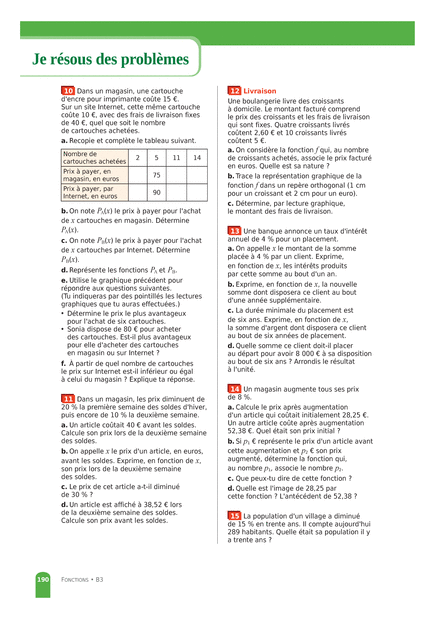 Je résous des problèmes
10 Dans un magasin, une cartouche
d'encre pour imprimante coûte 15 €.
Sur un site Internet, cette même cartouche
coûte 10 €, avec des frais de livraison fixes
de 40 €, quel que soit le nombre
de cartouches achetées.
a. Recopie et complète le tableau suivant.
Nombre de
cartouches achetées 2 5 11 14
Prix à payer, en
magasin, en euros 75
Prix à payer, par
Internet, en euros 90
b. On note PA(x) le prix à payer pour l'achat
de x cartouches en magasin. Détermine
PA(x).
c. On note PB(x) le prix à payer pour l'achat
de x cartouches par Internet. Détermine
PB(x).
d. Représente les fonctions PA et PB.
e. Utilise le graphique précédent pour
répondre aux questions suivantes.
(Tu indiqueras par des pointillés les lectures
graphiques que tu auras effectuées.)
• Détermine le prix le plus avantageux
pour l'achat de six cartouches.
• Sonia dispose de 80 € pour acheter
des cartouches. Est-il plus avantageux
pour elle d'acheter des cartouches
en magasin ou sur Internet ?
f. À partir de quel nombre de cartouches
le prix sur Internet est-il inférieur ou égal
à celui du magasin ? Explique ta réponse.
11 Dans un magasin, les prix diminuent de
20 % la première semaine des soldes d'hiver,
puis encore de 10 % la deuxième semaine.
a. Un article coûtait 40 € avant les soldes.
Calcule son prix lors de la deuxième semaine
des soldes.
b. On appelle x le prix d'un article, en euros,
avant les soldes. Exprime, en fonction de x,
son prix lors de la deuxième semaine
des soldes.
c. Le prix de cet article a-t-il diminué
de 30 % ?
d. Un article est affiché à 38,52 € lors
de la deuxième semaine des soldes.
Calcule son prix avant les soldes.
12 Livraison
Une boulangerie livre des croissants
à domicile. Le montant facturé comprend
le prix des croissants et les frais de livraison
qui sont fixes. Quatre croissants livrés
coûtent 2,60 € et 10 croissants livrés
coûtent 5 €.
a. On considère la fonction f qui, au nombre
de croissants achetés, associe le prix facturé
en euros. Quelle est sa nature ?
b. Trace la représentation graphique de la
fonction f dans un repère orthogonal (1 cm
pour un croissant et 2 cm pour un euro).
c. Détermine, par lecture graphique,
le montant des frais de livraison.
13 Une banque annonce un taux d'intérêt
annuel de 4 % pour un placement.
a. On appelle x le montant de la somme
placée à 4 % par un client. Exprime,
en fonction de x, les intérêts produits
par cette somme au bout d'un an.
b. Exprime, en fonction de x, la nouvelle
somme dont disposera ce client au bout
d'une année supplémentaire.
c. La durée minimale du placement est
de six ans. Exprime, en fonction de x,
la somme d'argent dont disposera ce client
au bout de six années de placement.
d. Quelle somme ce client doit-il placer
au départ pour avoir 8 000 € à sa disposition
au bout de six ans ? Arrondis le résultat
à l'unité.
14 Un magasin augmente tous ses prix
de 8 %.
a. Calcule le prix après augmentation
d'un article qui coûtait initialement 28,25 €.
Un autre article coûte après augmentation
52,38 €. Quel était son prix initial ?
b. Si p1 € représente le prix d'un article avant
cette augmentation et p2 € son prix
augmenté, détermine la fonction qui,
au nombre p1, associe le nombre p2.
c. Que peux-tu dire de cette fonction ?
d. Quelle est l'image de 28,25 par
cette fonction ? L'antécédent de 52,38 ?
15 La population d'un village a diminué
de 15 % en trente ans. Il compte aujourd'hui
289 habitants. Quelle était sa population il y
a trente ans ?
190 FONCTIONS • B3